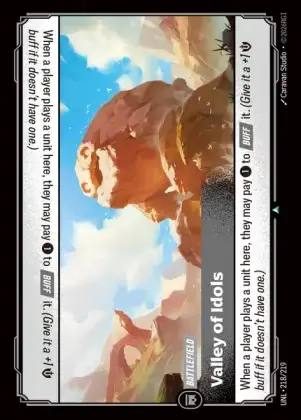 When a player plays a unit here, they may pay 1 to BUFF it. (Give it a +1
buff if it doesn't have one.)
BATTLEFIELD
Valley of Idols
When a player plays a unit here, they may pay 1 to BUFF it. (Give it a +1
buff if it doesn't have one.)
UNL • 218/219
Caravan Studio • ©2026RGI